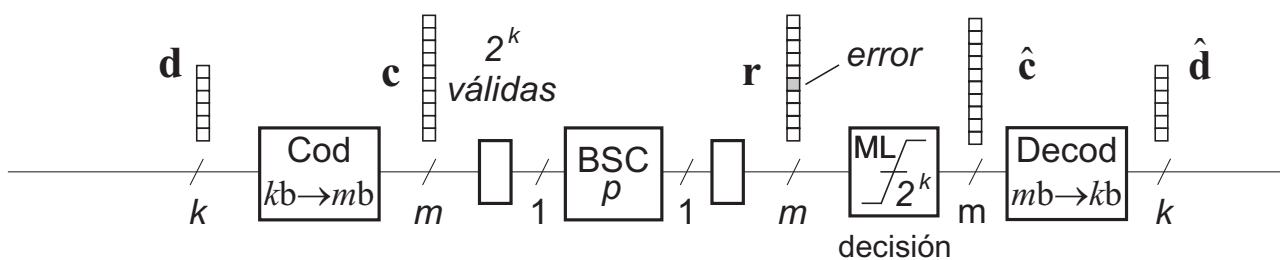 d
c
2^k
válidas
r
error
ĉ
d̂
Cod
kb→mb
BSC
p
ML
2^k
Decod
mb→kb
k
m
1
1
m
m
k
decisión